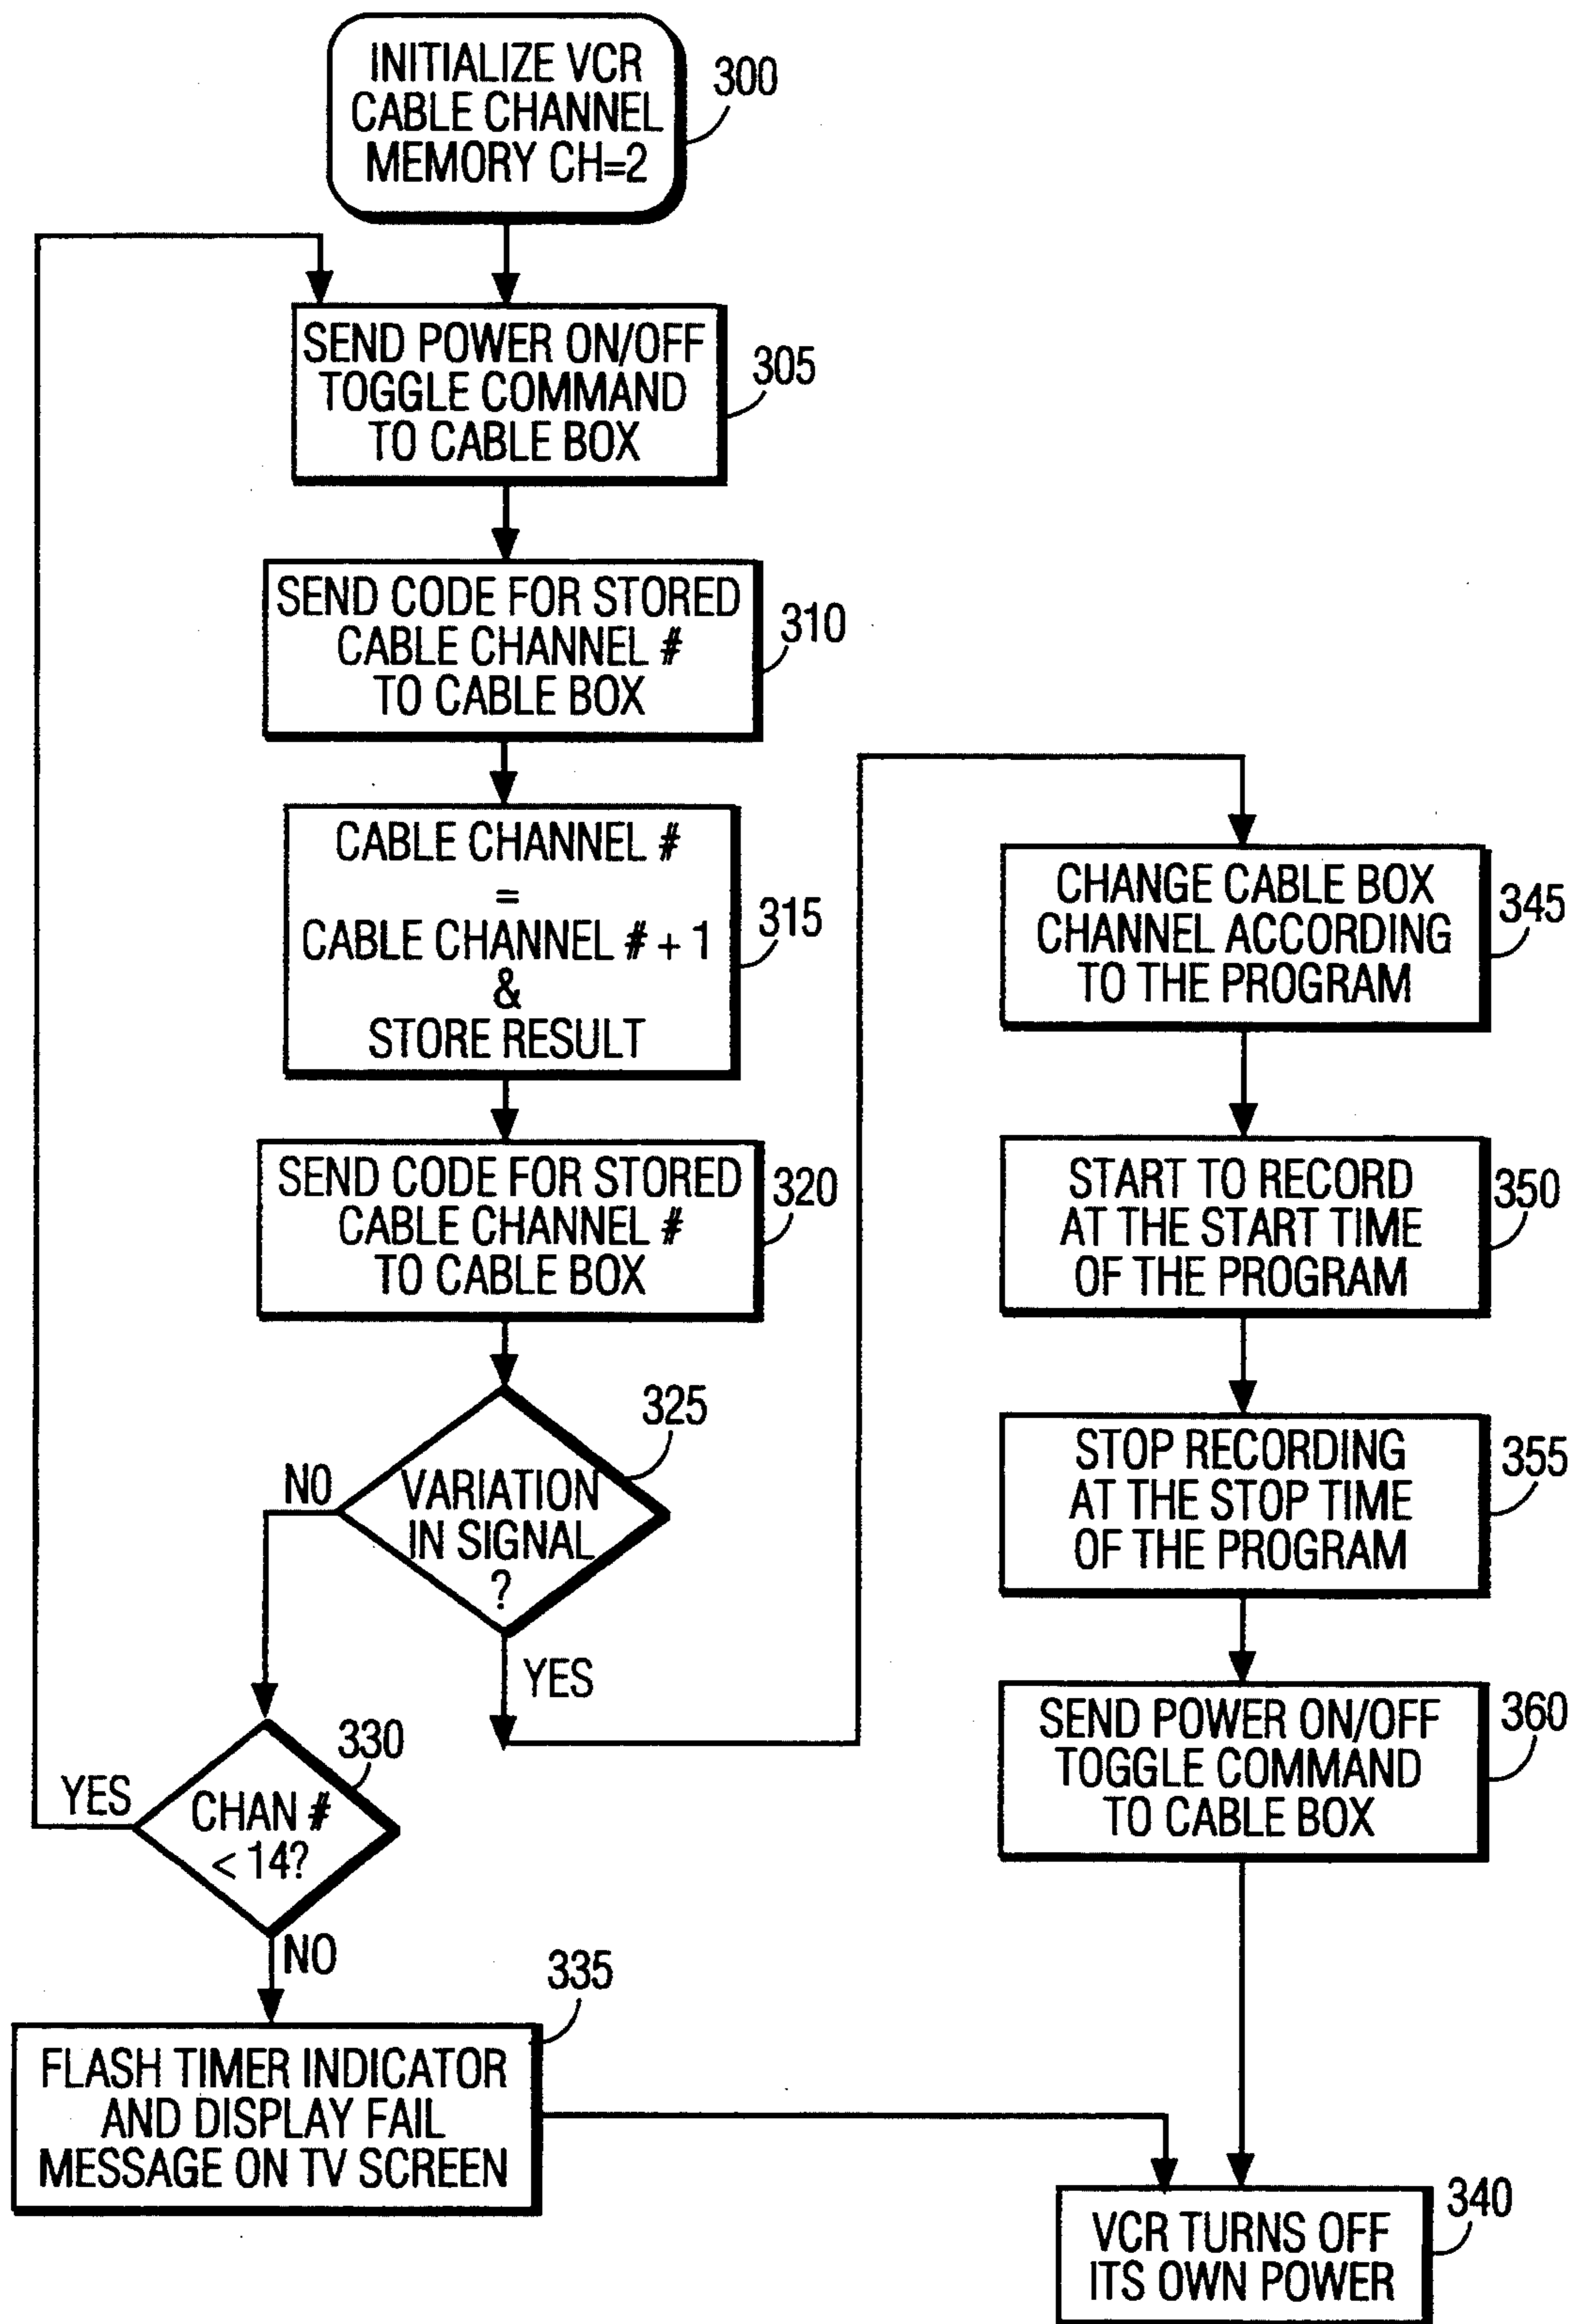 INITIALIZE VCR
CABLE CHANNEL
MEMORY CH=2
300
SEND POWER ON/OFF
TOGGLE COMMAND
TO CABLE BOX
305
SEND CODE FOR STORED
CABLE CHANNEL #
TO CABLE BOX
310
CABLE CHANNEL #
=
CABLE CHANNEL # + 1
&
STORE RESULT
315
SEND CODE FOR STORED
CABLE CHANNEL #
TO CABLE BOX
320
VARIATION
IN SIGNAL
?
325
NO
YES
CHAN #
< 14?
330
YES
NO
FLASH TIMER INDICATOR
AND DISPLAY FAIL
MESSAGE ON TV SCREEN
335
CHANGE CABLE BOX
CHANNEL ACCORDING
TO THE PROGRAM
345
START TO RECORD
AT THE START TIME
OF THE PROGRAM
350
STOP RECORDING
AT THE STOP TIME
OF THE PROGRAM
355
SEND POWER ON/OFF
TOGGLE COMMAND
TO CABLE BOX
360
VCR TURNS OFF
ITS OWN POWER
340